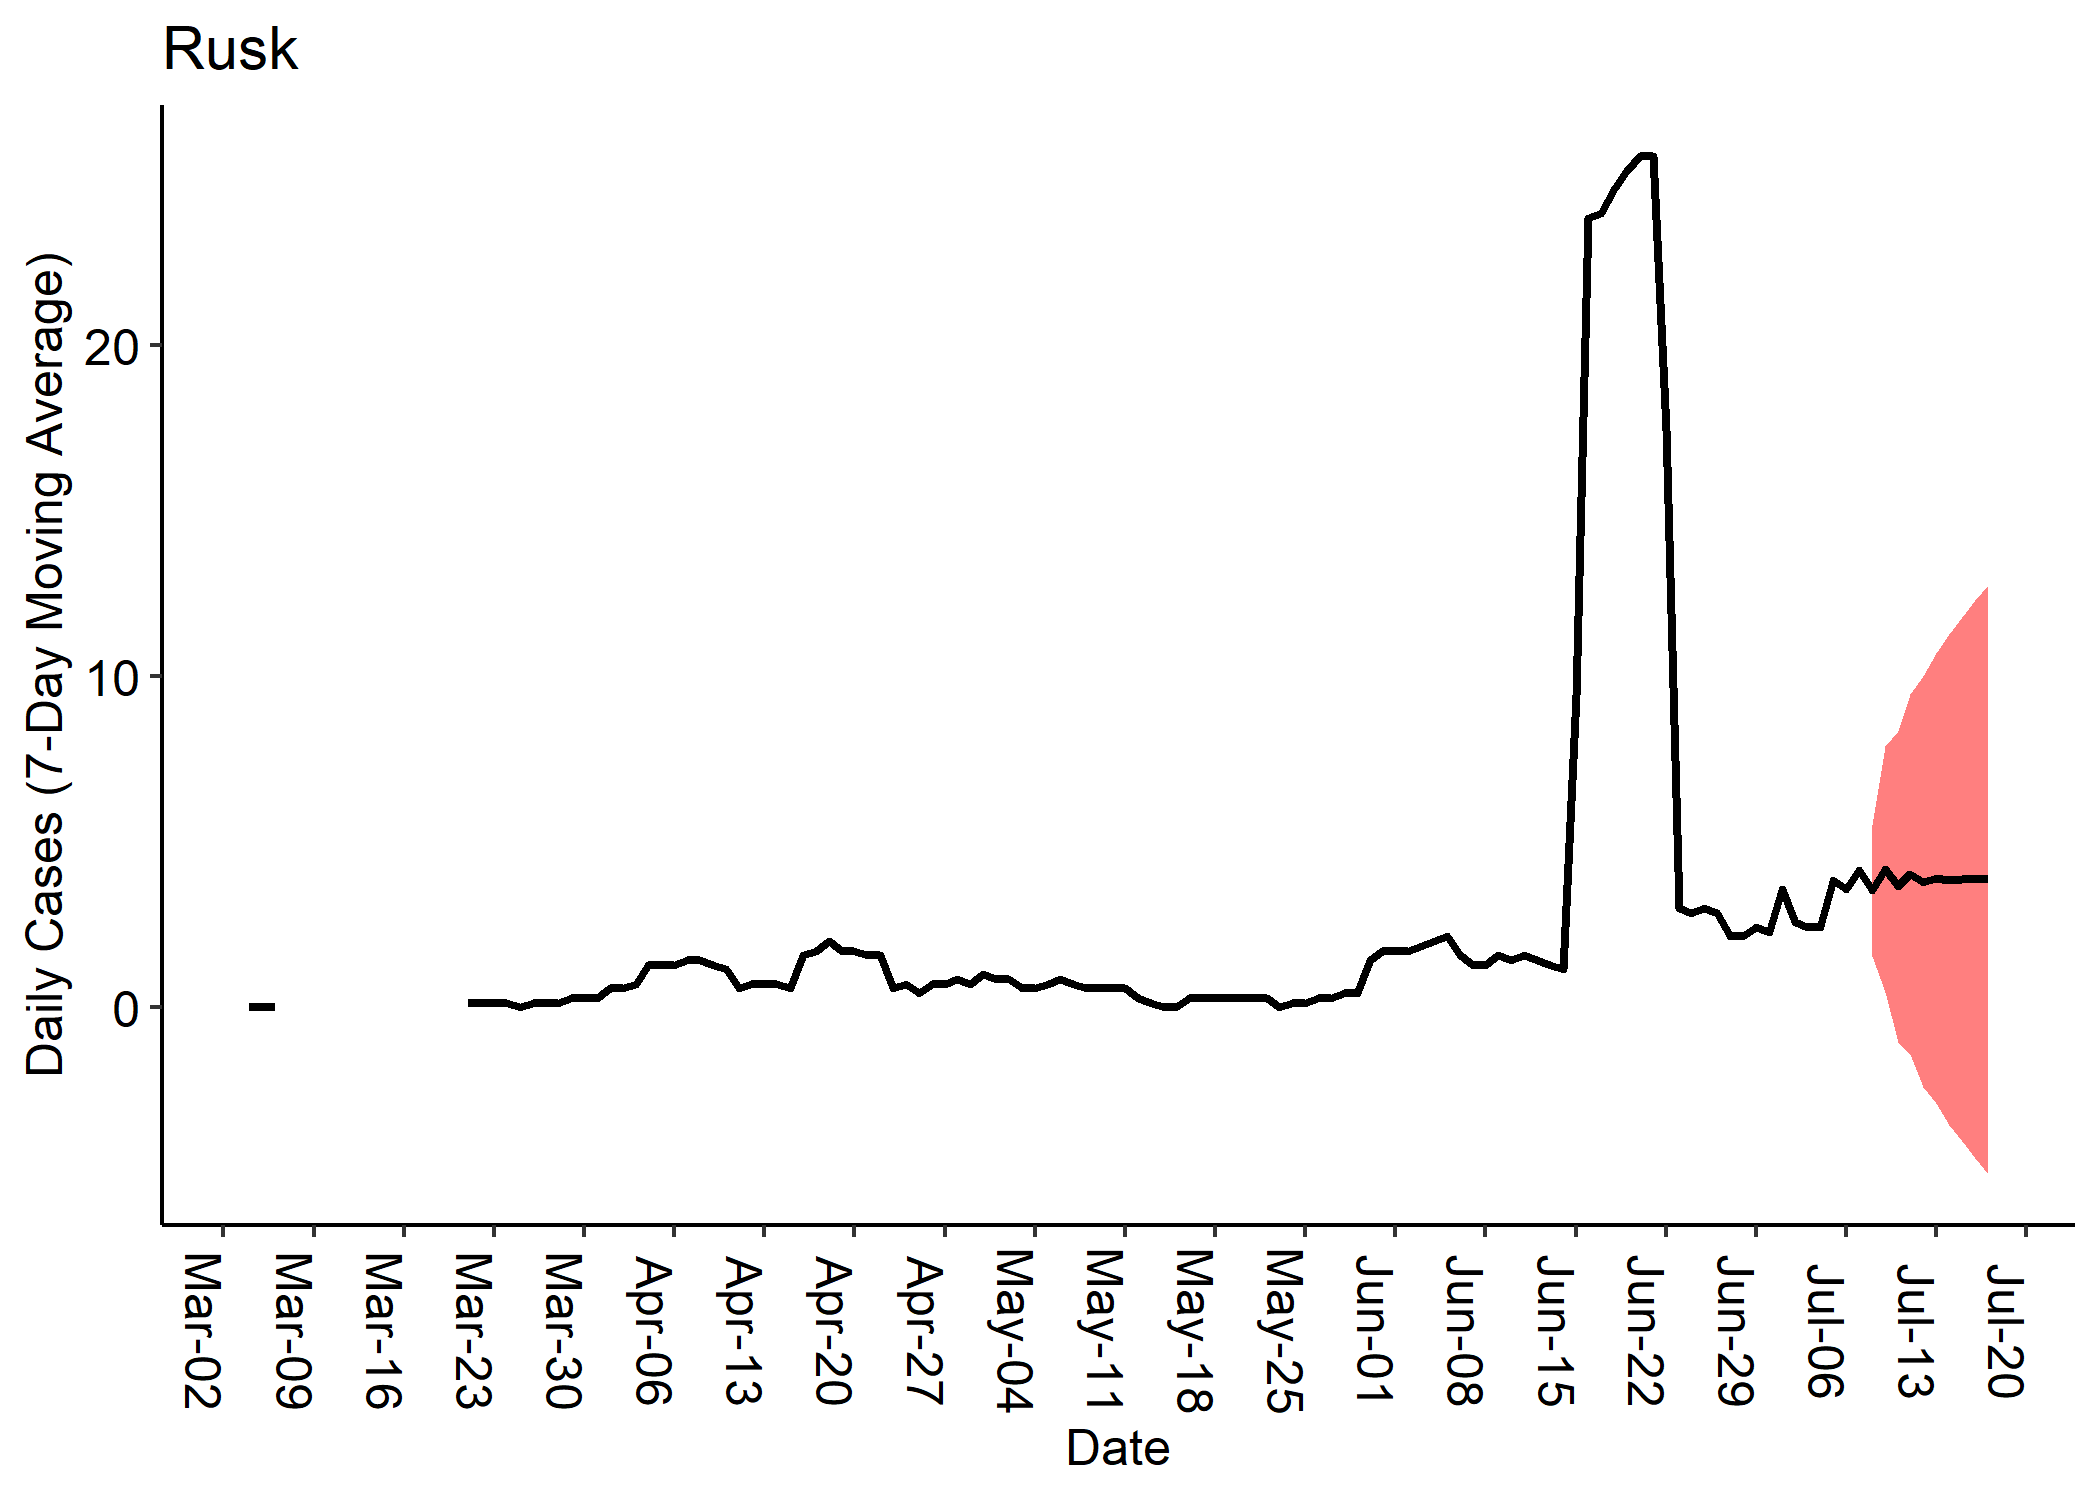 Rusk
Daily Cases (7-Day Moving Average)
20
10
0
Mar-02
Mar-09
Mar-16
Mar-23
Mar-30
Apr-06
Apr-13
Apr-20
Apr-27
May-04
May-11
May-18
May-25
Jun-01
Jun-08
Jun-15
Jun-22
Jun-29
Jul-06
Jul-13
Jul-20
Date